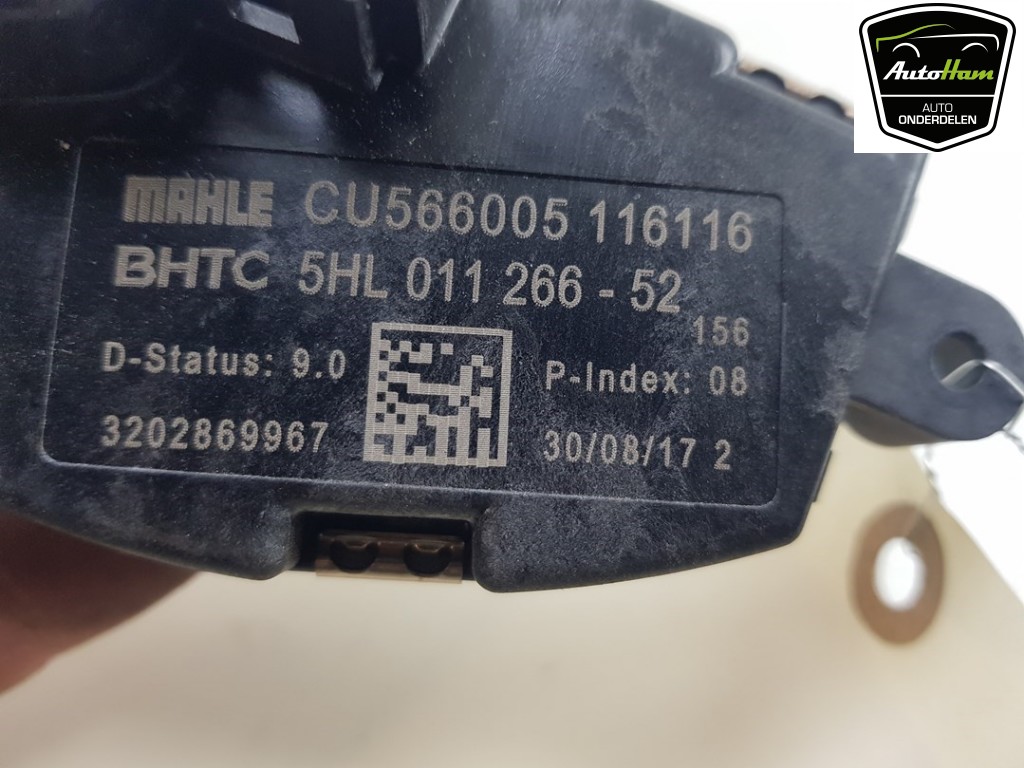 AutoHam
AUTO
ONDERDELEN
MAHLE CU566005 116116
BHTC 5HL 011 266 - 52
156
D-Status: 9.0 P-Index: 08
3202869967 30/08/17 2